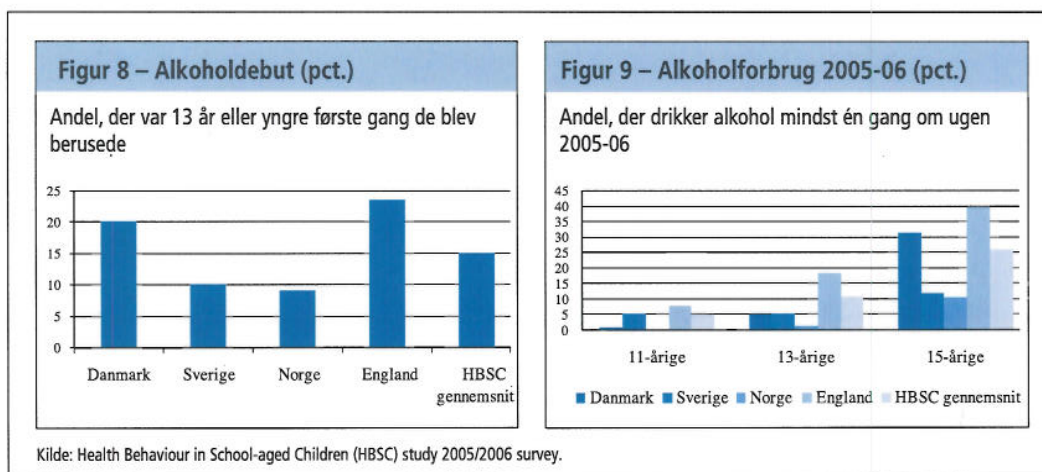 Figur 8 – Alkoholdebut (pct.)
Andel, der var 13 år eller yngre første gang de blev
berusede
25
20
15
10
5
0
Danmark
Sverige
Norge
England
HBSC
gennemsnit
Figur 9 – Alkoholforbrug 2005-06 (pct.)
Andel, der drikker alkohol mindst én gang om ugen
2005-06
45
40
35
30
25
20
15
10
5
0
11-årige
13-årige
15-årige
Danmark
Sverige
Norge
England
HBSC gennemsnit
Kilde: Health Behaviour in School-aged Children (HBSC) study 2005/2006 survey.